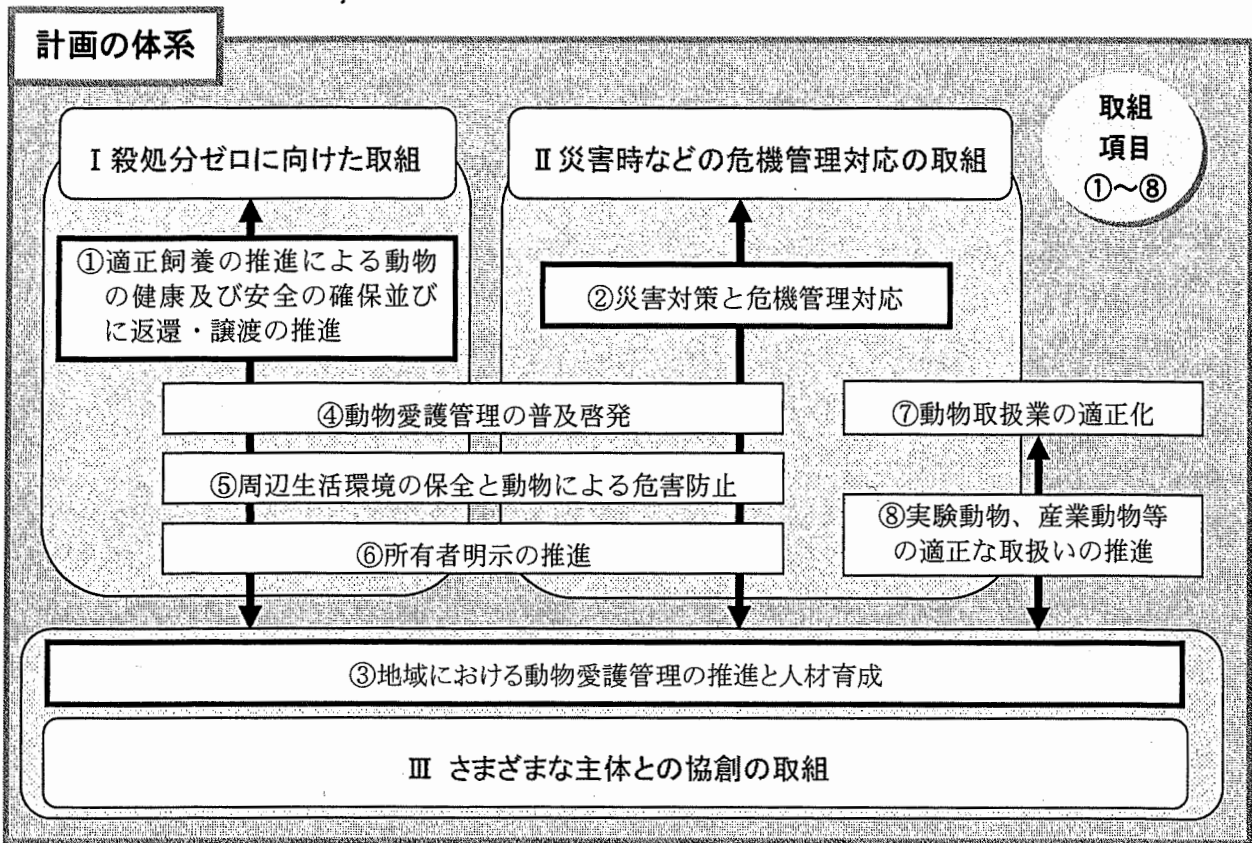 計画の体系
取組
項目
①～⑧
Ⅰ殺処分ゼロに向けた取組
Ⅱ災害時などの危機管理対応の取組
①適正飼養の推進による動物
の健康及び安全の確保並び
に返還・譲渡の推進
②災害対策と危機管理対応
④動物愛護管理の普及啓発
⑦動物取扱業の適正化
⑤周辺生活環境の保全と動物による危害防止
⑧実験動物、産業動物等
の適正な取扱いの推進
⑥所有者明示の推進
③地域における動物愛護管理の推進と人材育成
Ⅲ さまざまな主体との協創の取組